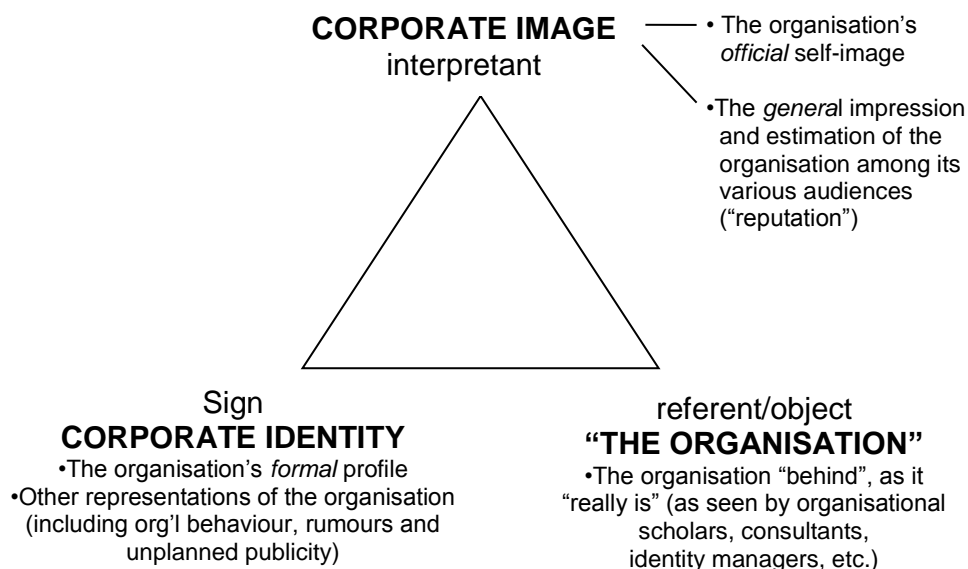 CORPORATE IMAGE
interpretant
• The organisation’s
official self-image
•The general impression
and estimation of the
organisation among its
various audiences
(“reputation”)
Sign
CORPORATE IDENTITY
•The organisation’s formal profile
•Other representations of the organisation
(including org’l behaviour, rumours and
unplanned publicity)
referent/object
“THE ORGANISATION”
•The organisation “behind”, as it
“really is” (as seen by organisational
scholars, consultants,
identity managers, etc.)